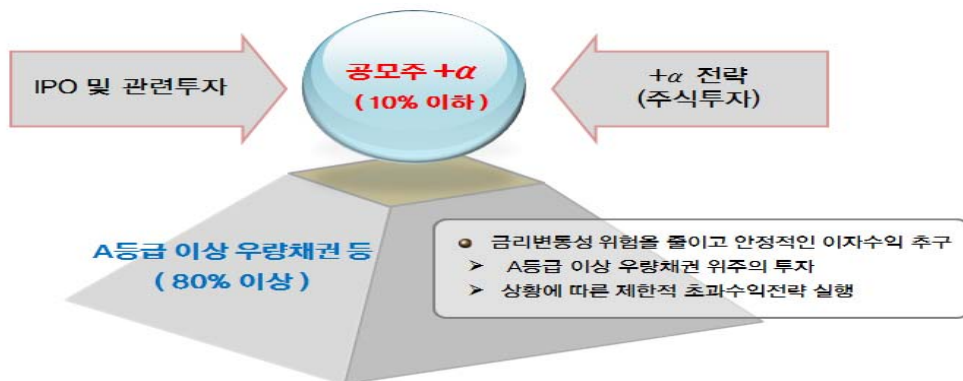 IPO 및 관련투자
공모주 +α
( 10% 이하 )
+α 전략
(주식투자)
A등급 이상 우량채권 등
( 80% 이상 )
금리변동성 위험을 줄이고 안정적인 이자수익 추구
A등급 이상 우량채권 위주의 투자
상황에 따른 제한적 초과수익전략 실행